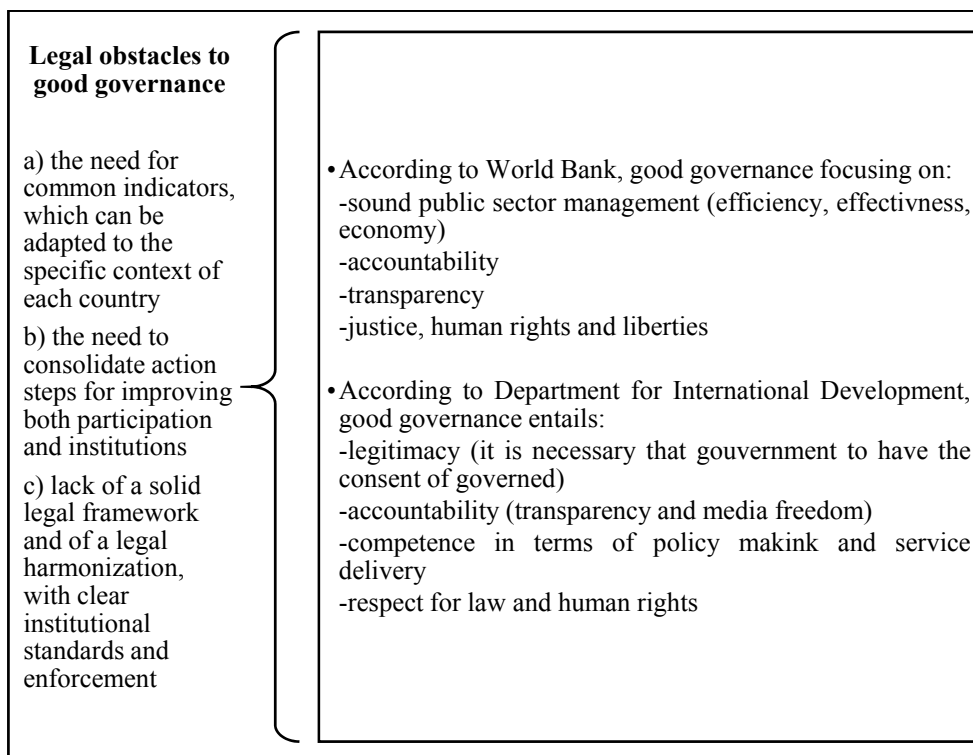 Legal obstacles to
good governance
a) the need for
common indicators,
which can be
adapted to the
specific context of
each country
b) the need to
consolidate action
steps for improving
both participation
and institutions
c) lack of a solid
legal framework
and of a legal
harmonization,
with clear
institutional
standards and
enforcement
•According to World Bank, good governance focusing on:
-sound public sector management (efficiency, effectivness,
economy)
-accountability
-transparency
-justice, human rights and liberties
•According to Department for International Development,
good governance entails:
-legitimacy (it is necessary that gouvernment to have the
consent of governed)
-accountability (transparency and media freedom)
-competence in terms of policy makink and service
delivery
-respect for law and human rights